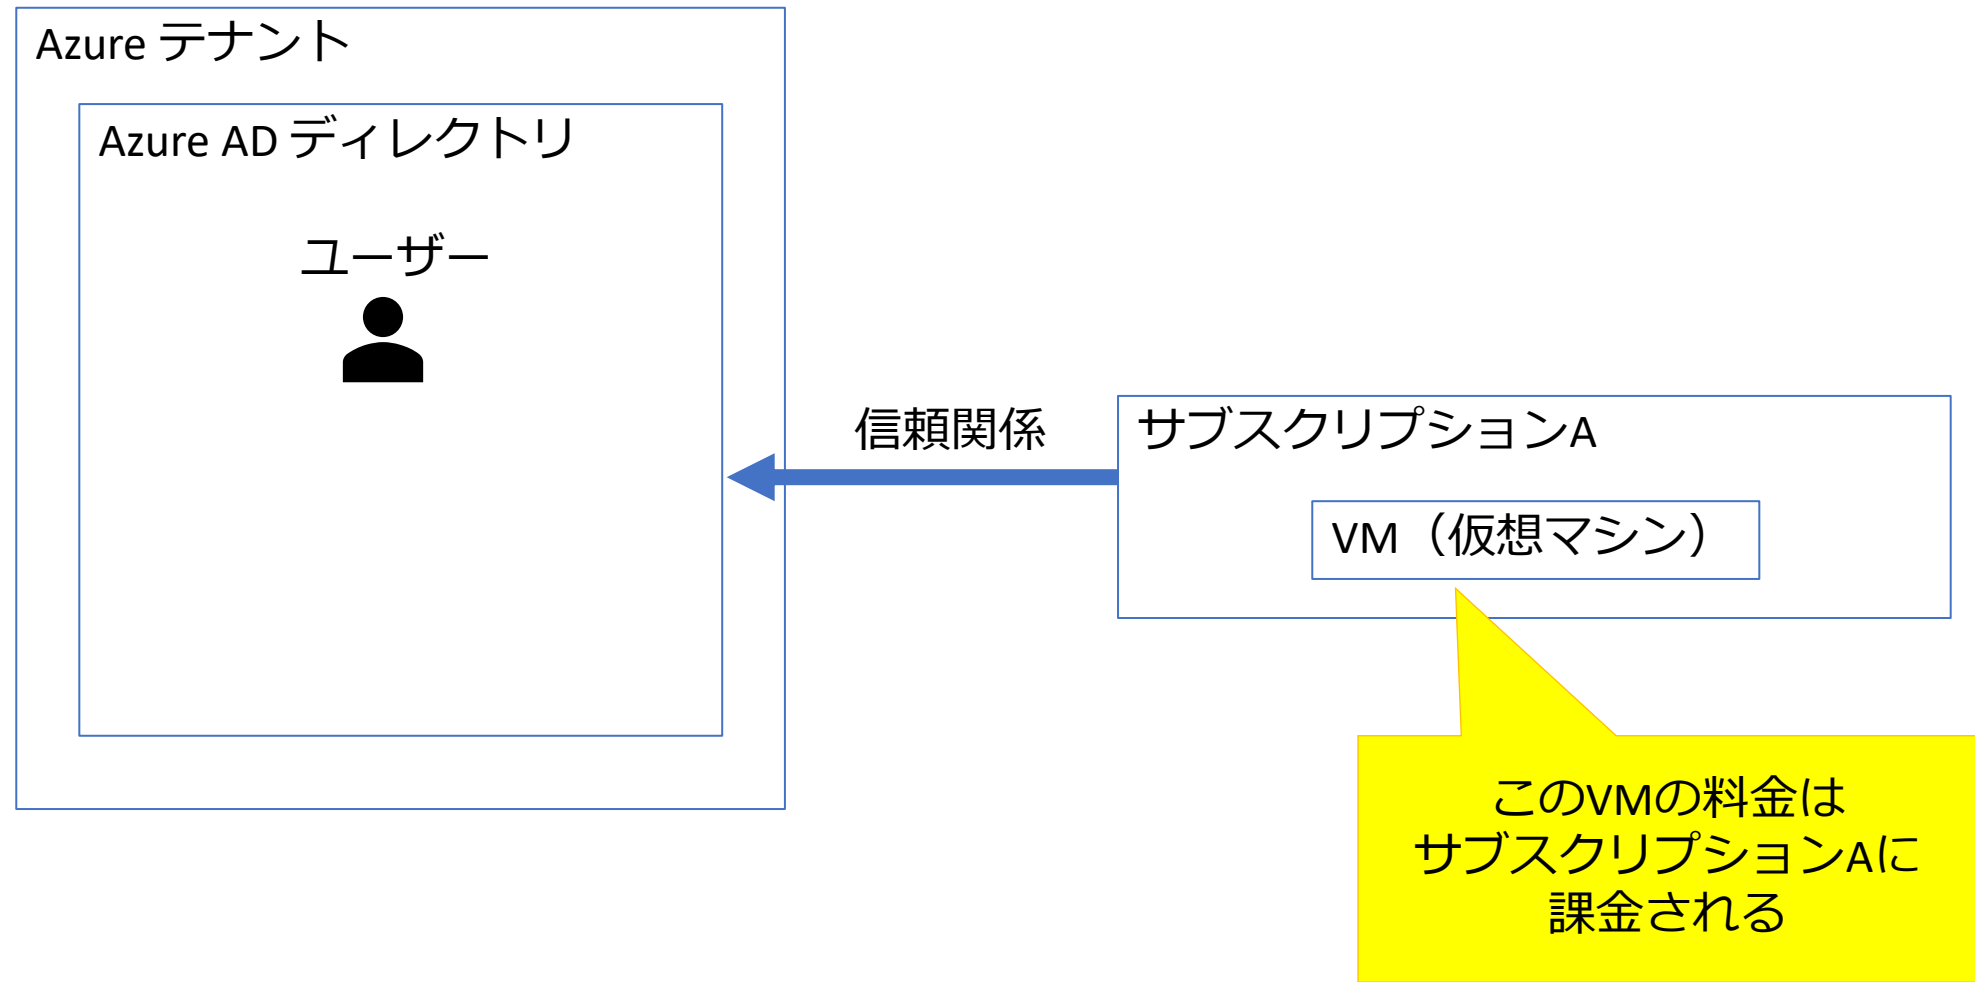 Azure テナント
Azure AD ディレクトリ
ユーザー
信頼関係
サブスクリプションA
VM（仮想マシン）
このVMの料金は
サブスクリプションAに
課金される